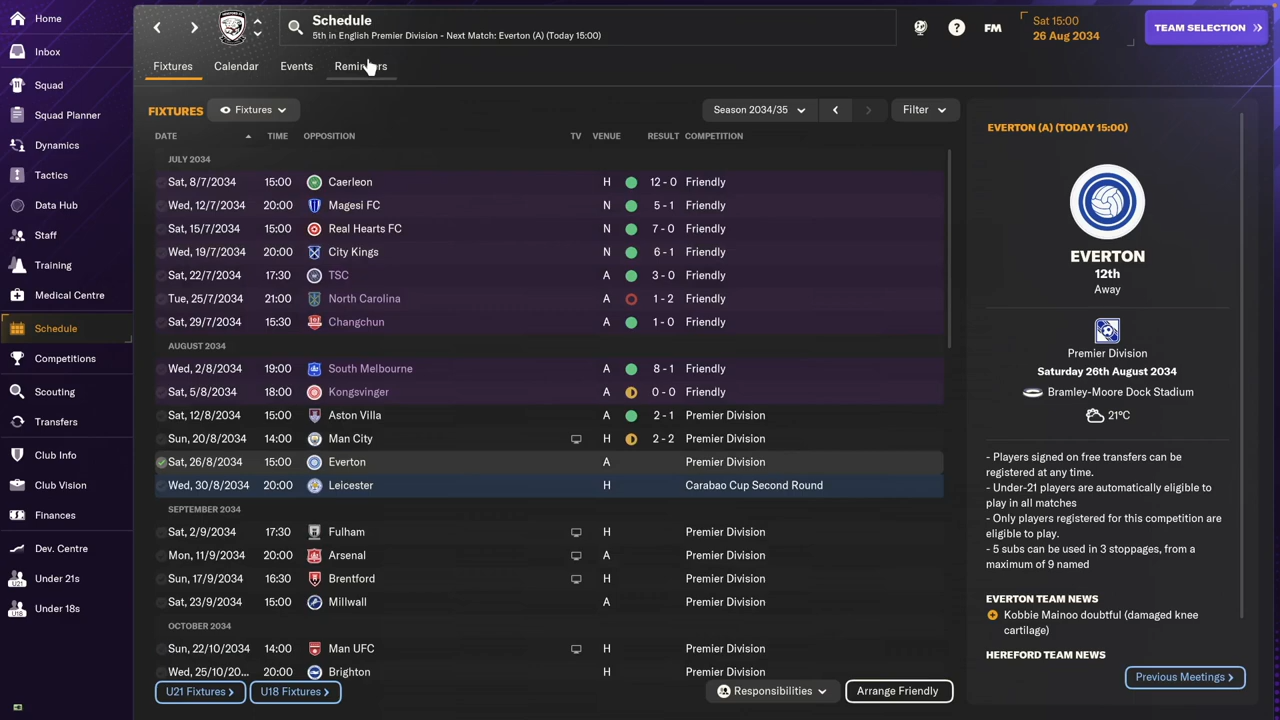 Home
Inbox
Squad
Squad Planner
Dynamics
Tactics
Data Hub
Staff
Training
Medical Centre
Schedule
Competitions
Scouting
Transfers
Club Info
Club Vision
Finances
Dev. Centre
Under 21s
Under 18s
Schedule
5th in English Premier Division - Next Match: Everton (A) (Today 15:00)
FM
Sat 15:00
26 Aug 2034
TEAM SELECTION
Fixtures Calendar Events Reminders
FIXTURES Fixtures Season 2034/35 Filter
DATE TIME OPPOSITION TV VENUE RESULT COMPETITION
JULY 2034
Sat, 8/7/2034 15:00 Caerleon H 12 - 0 Friendly
Wed, 12/7/2034 20:00 Magesi FC N 5 - 1 Friendly
Sat, 15/7/2034 15:00 Real Hearts FC N 7 - 0 Friendly
Wed, 19/7/2034 20:00 City Kings N 6 - 1 Friendly
Sat, 22/7/2034 17:30 TSC A 3 - 0 Friendly
Tue, 25/7/2034 21:00 North Carolina A 1 - 2 Friendly
Sat, 29/7/2034 15:30 Changchun A 1 - 0 Friendly
AUGUST 2034
Wed, 2/8/2034 19:00 South Melbourne A 8 - 1 Friendly
Sat, 5/8/2034 18:00 Kongsvinger A 0 - 0 Friendly
Sat, 12/8/2034 15:00 Aston Villa A 2 - 1 Premier Division
Sun, 20/8/2034 14:00 Man City H 2 - 2 Premier Division
Sat, 26/8/2034 15:00 Everton A Premier Division
Wed, 30/8/2034 20:00 Leicester H Carabao Cup Second Round
SEPTEMBER 2034
Sat, 2/9/2034 17:30 Fulham H Premier Division
Mon, 11/9/2034 20:00 Arsenal A Premier Division
Sun, 17/9/2034 16:30 Brentford H Premier Division
Sat, 23/9/2034 15:00 Millwall A Premier Division
OCTOBER 2034
Sun, 22/10/2034 14:00 Man UFC H Premier Division
Wed, 25/10/20... 20:00 Brighton H Premier Division
U21 Fixtures > U18 Fixtures > Responsibilities Arrange Friendly
EVERTON (A) (TODAY 15:00)
EVERTON
12th
Away
Premier Division
Saturday 26th August 2034
Bramley-Moore Dock Stadium
21°C
- Players signed on free transfers can be
registered at any time.
- Under-21 players are automatically eligible to
play in all matches
- Only players registered for this competition are
eligible to play.
- 5 subs can be used in 3 stoppages, from a
maximum of 9 named
EVERTON TEAM NEWS
Kobbie Mainoo doubtful (damaged knee
cartilage)
HEREFORD TEAM NEWS
Previous Meetings >